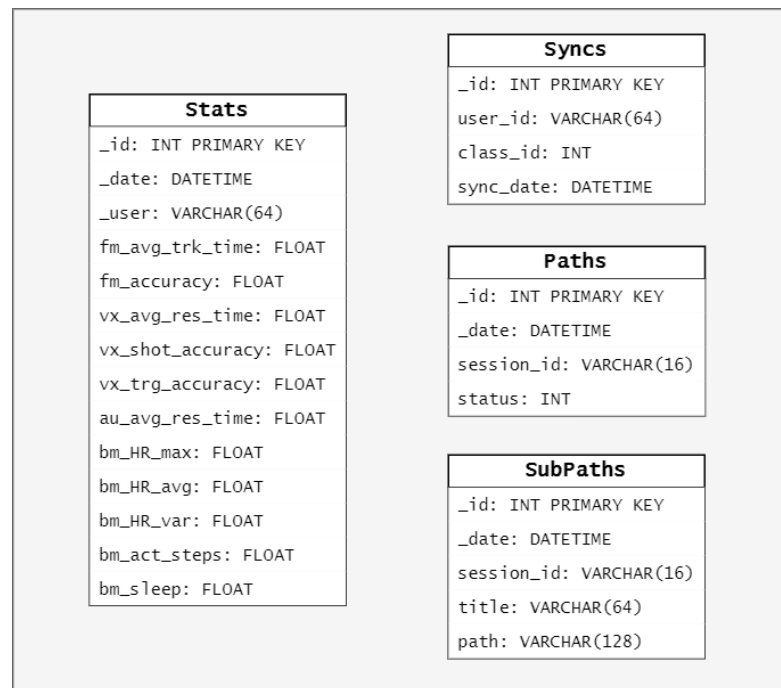 Stats
_id: INT PRIMARY KEY
_date: DATETIME
_user: VARCHAR(64)
fm_avg_trk_time: FLOAT
fm_accuracy: FLOAT
vx_avg_res_time: FLOAT
vx_shot_accuracy: FLOAT
vx_trg_accuracy: FLOAT
au_avg_res_time: FLOAT
bm_HR_max: FLOAT
bm_HR_avg: FLOAT
bm_HR_var: FLOAT
bm_act_steps: FLOAT
bm_sleep: FLOAT
Syncs
_id: INT PRIMARY KEY
user_id: VARCHAR(64)
class_id: INT
sync_date: DATETIME
Paths
_id: INT PRIMARY KEY
_date: DATETIME
session_id: VARCHAR(16)
status: INT
SubPaths
_id: INT PRIMARY KEY
_date: DATETIME
session_id: VARCHAR(16)
title: VARCHAR(64)
path: VARCHAR(128)